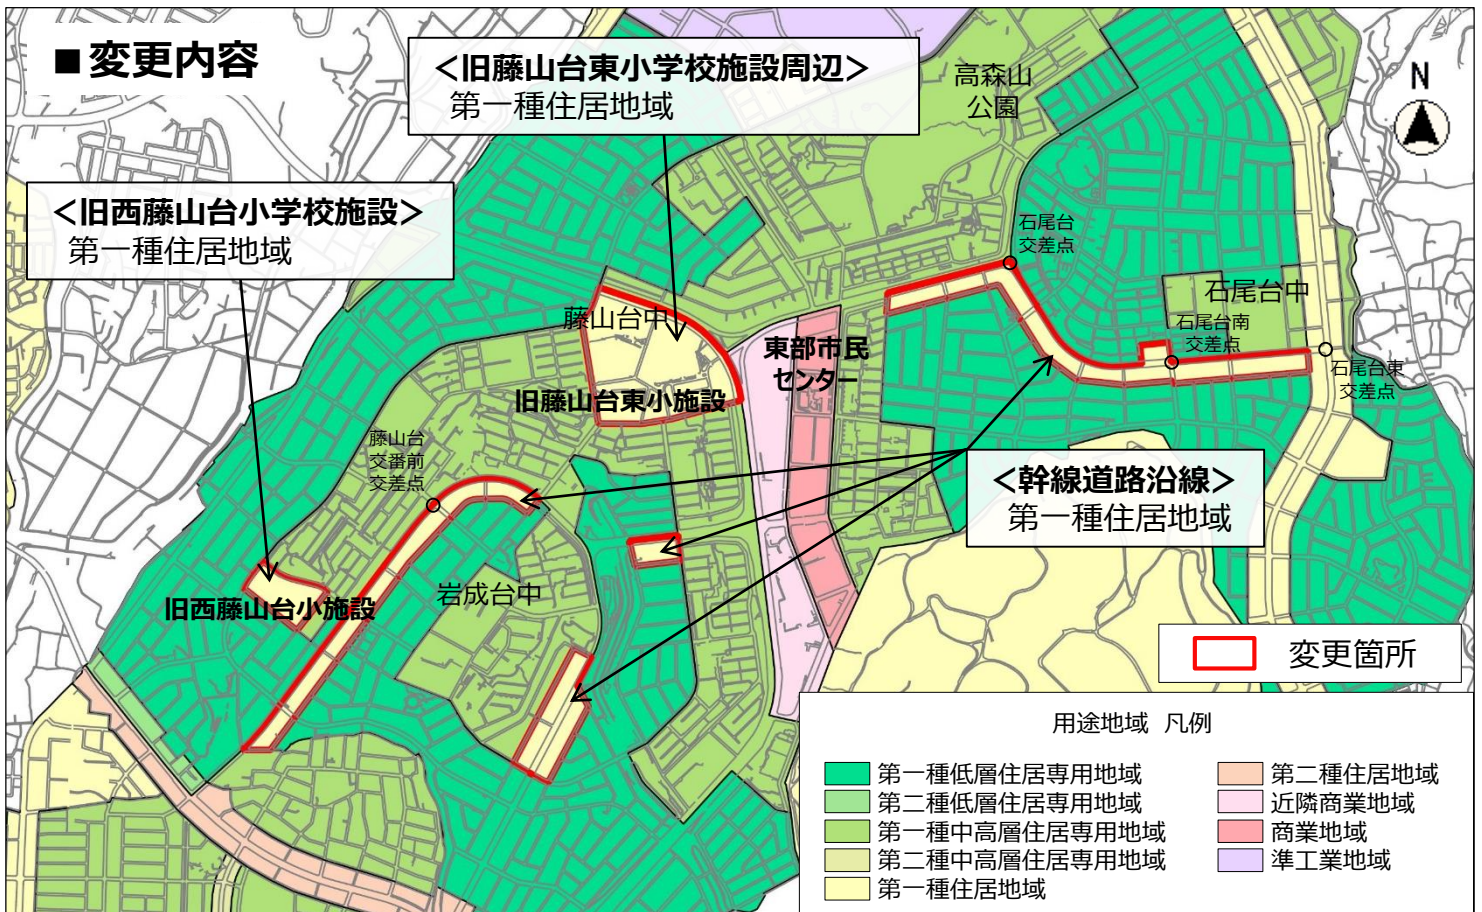 ■変更内容
<旧藤山台東小学校施設周辺>
第一種住居地域
高森山
公園
N
<旧西藤山台小学校施設>
第一種住居地域
石尾台
交差点
藤山台中
石尾台中
石尾台南
交差点
東部市民
センター
石尾台東
交差点
旧藤山台東小施設
藤山台
交番前
交差点
<幹線道路沿線>
第一種住居地域
岩成台中
旧西藤山台小施設
変更箇所
用途地域 凡例
第一種低層住居専用地域
第二種低層住居専用地域
第一種中高層住居専用地域
第二種中高層住居専用地域
第一種住居地域
第二種住居地域
近隣商業地域
商業地域
準工業地域